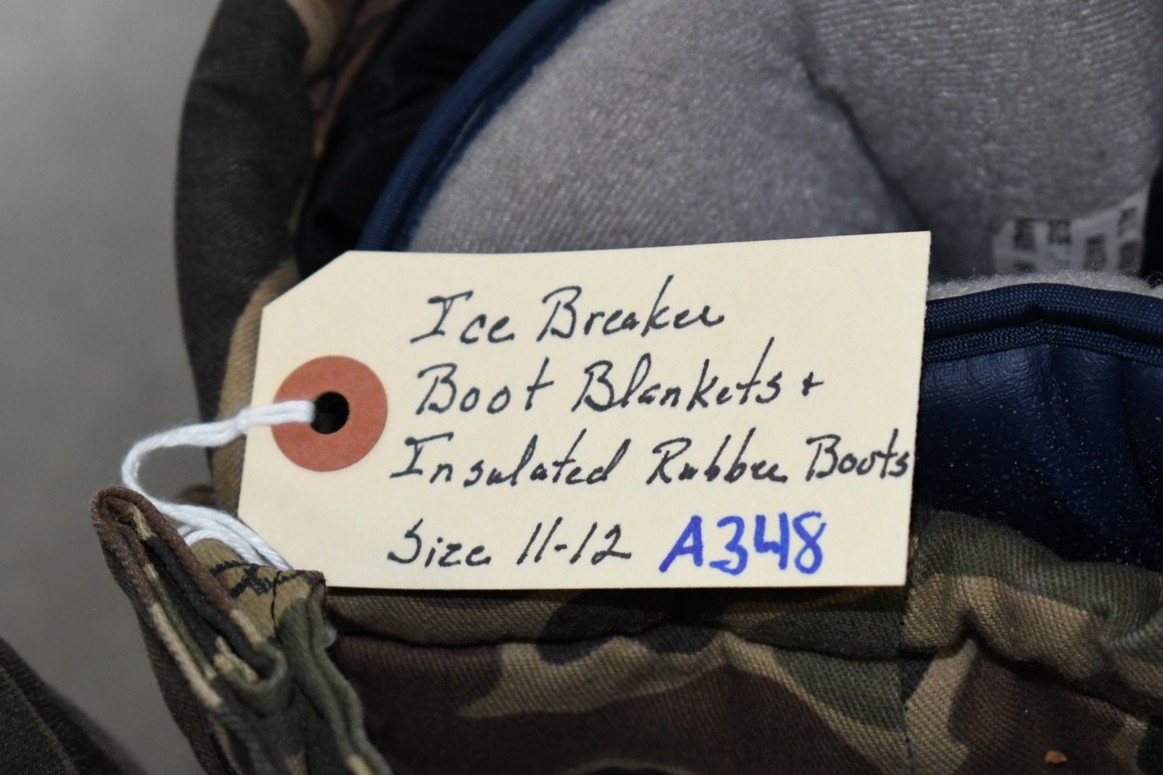 Ice Breaker
Boot Blankets +
Insulated Rubber Boots
Size 11-12 A348